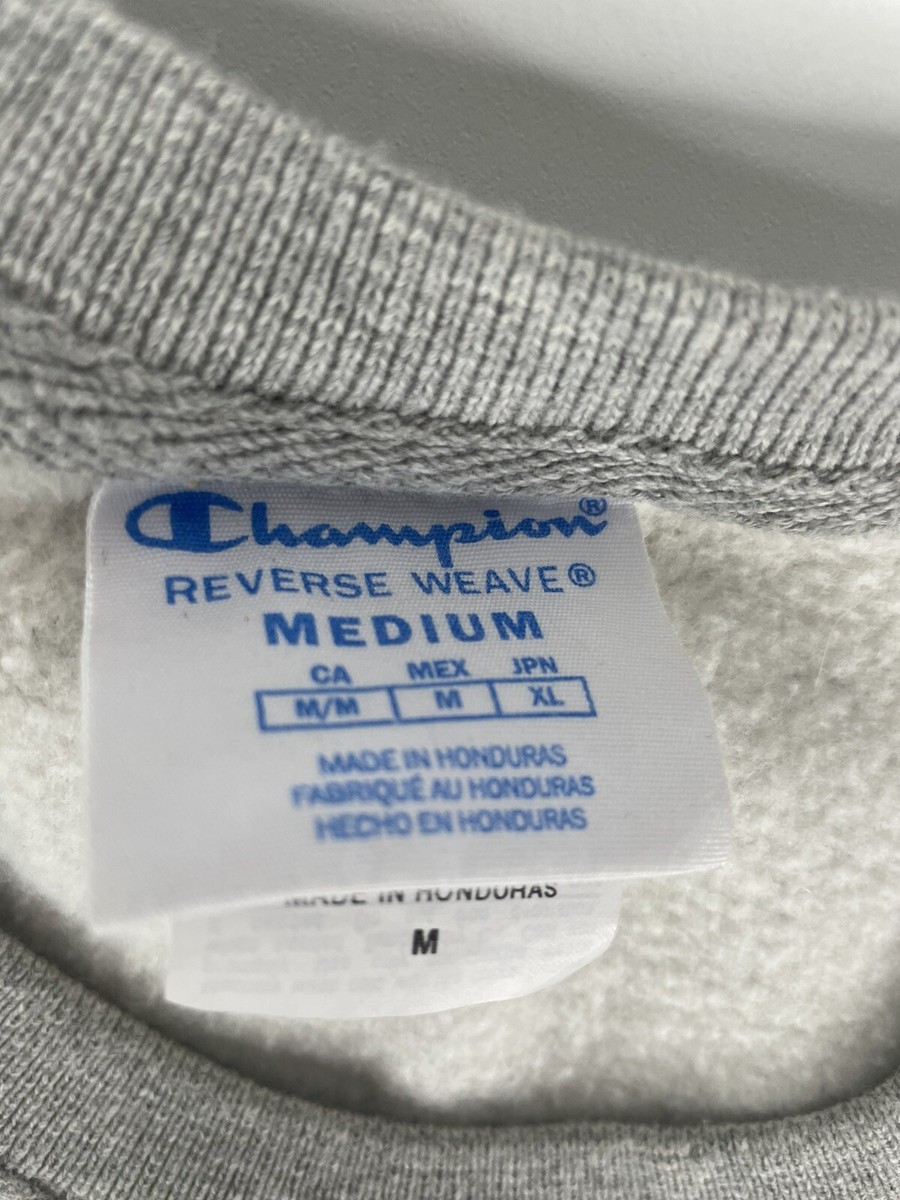 Champion®
REVERSE WEAVE®
MEDIUM
CA MEX JPN
M/M M XL
MADE IN HONDURAS
FABRIQUÉ AU HONDURAS
HECHO EN HONDURAS
MADE IN HONDURAS
M